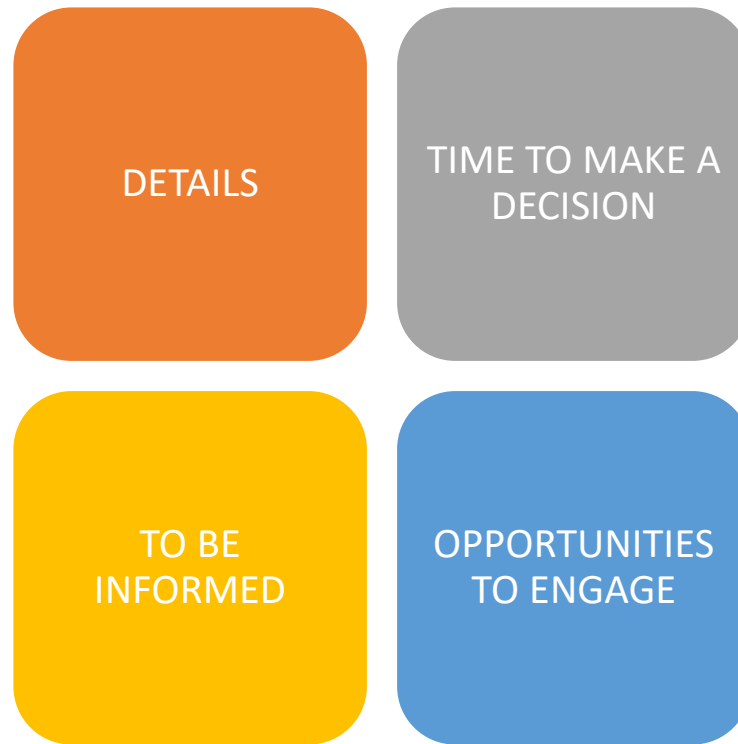 DETAILS
TIME TO MAKE A
DECISION
TO BE
INFORMED
OPPORTUNITIES
TO ENGAGE